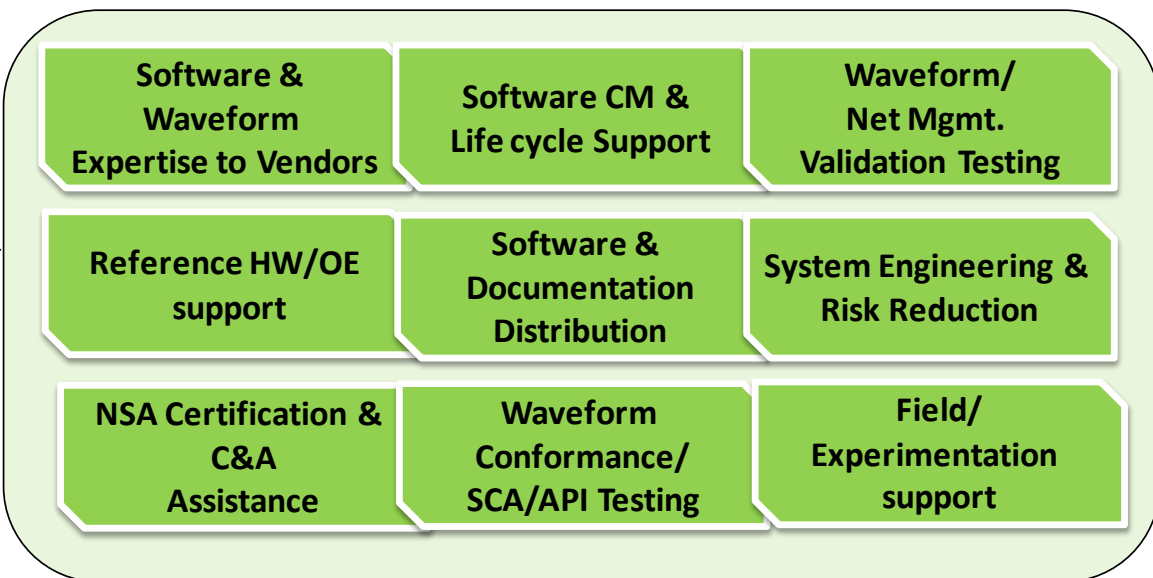 Software &
Waveform
Expertise to Vendors
Software CM &
Life cycle Support
Waveform/
Net Mgmt.
Validation Testing
Reference HW/OE
support
Software &
Documentation
Distribution
System Engineering &
Risk Reduction
NSA Certification &
C&A
Assistance
Waveform
Conformance/
SCA/API Testing
Field/
Experimentation
support